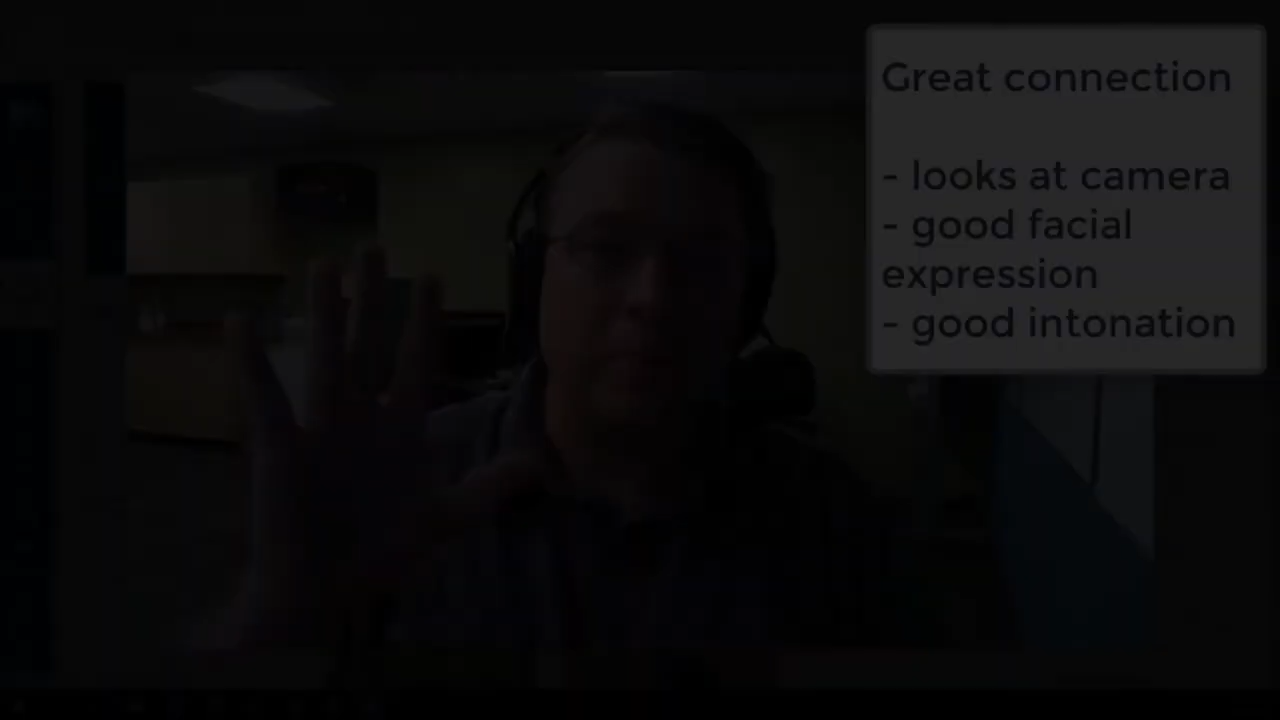 Great connection
- looks at camera
- good facial
expression
- good intonation